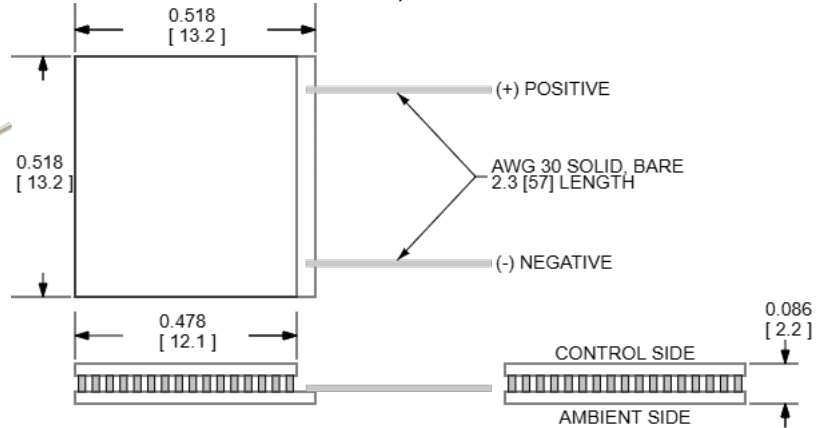 0.518
[ 13.2 ]
(+) POSITIVE
0.518
[ 13.2 ]
AWG 30 SOLID, BARE
2.3 [57] LENGTH
(-) NEGATIVE
0.478
[ 12.1 ]
0.086
[ 2.2 ]
CONTROL SIDE
AMBIENT SIDE